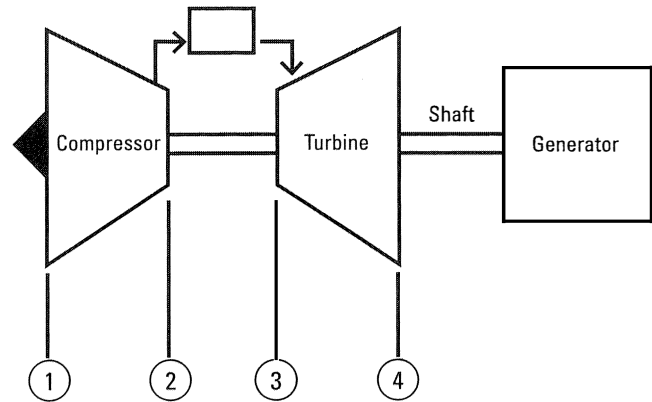 Shaft
Compressor
Turbine
Generator
1
2
3
4